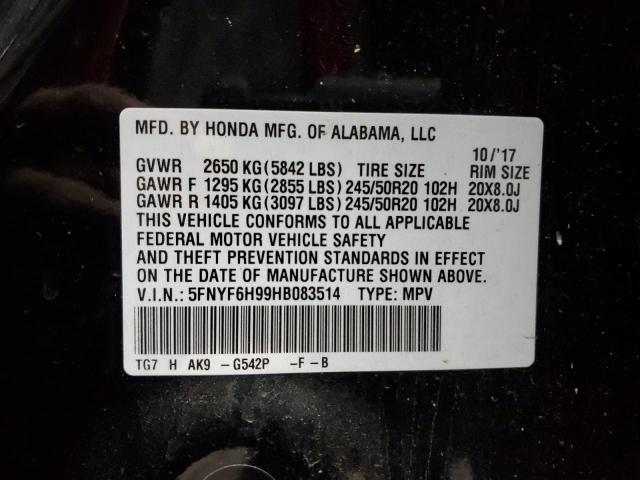 MFD. BY HONDA MFG. OF ALABAMA, LLC
10/'17
GVWR 2650 KG (5842 LBS) TIRE SIZE RIM SIZE
GAWR F 1295 KG (2855 LBS) 245/50R20 102H 20X8.0J
GAWR R 1405 KG (3097 LBS) 245/50R20 102H 20X8.0J
THIS VEHICLE CONFORMS TO ALL APPLICABLE
FEDERAL MOTOR VEHICLE SAFETY
AND THEFT PREVENTION STANDARDS IN EFFECT
ON THE DATE OF MANUFACTURE SHOWN ABOVE.
V.I.N.: 5FNYF6H99HB083514 TYPE: MPV
TG7 H AK9 -G542P -F-B